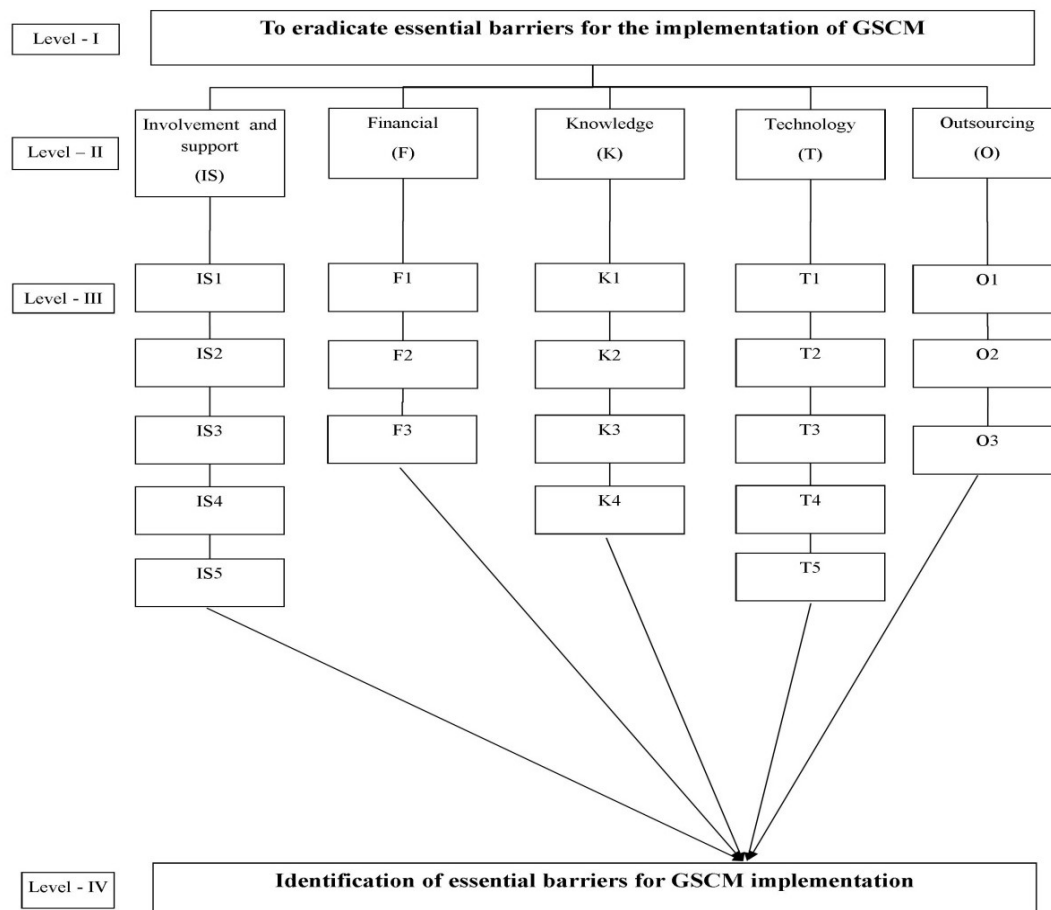 Level - I
To eradicate essential barriers for the implementation of GSCM
Level – II
Involvement and
support
(IS)
Financial
(F)
Knowledge
(K)
Technology
(T)
Outsourcing
(O)
Level - III
IS1
F1
K1
T1
O1
IS2
F2
K2
T2
O2
IS3
F3
K3
T3
O3
IS4
K4
T4
IS5
T5
Level - IV
Identification of essential barriers for GSCM implementation